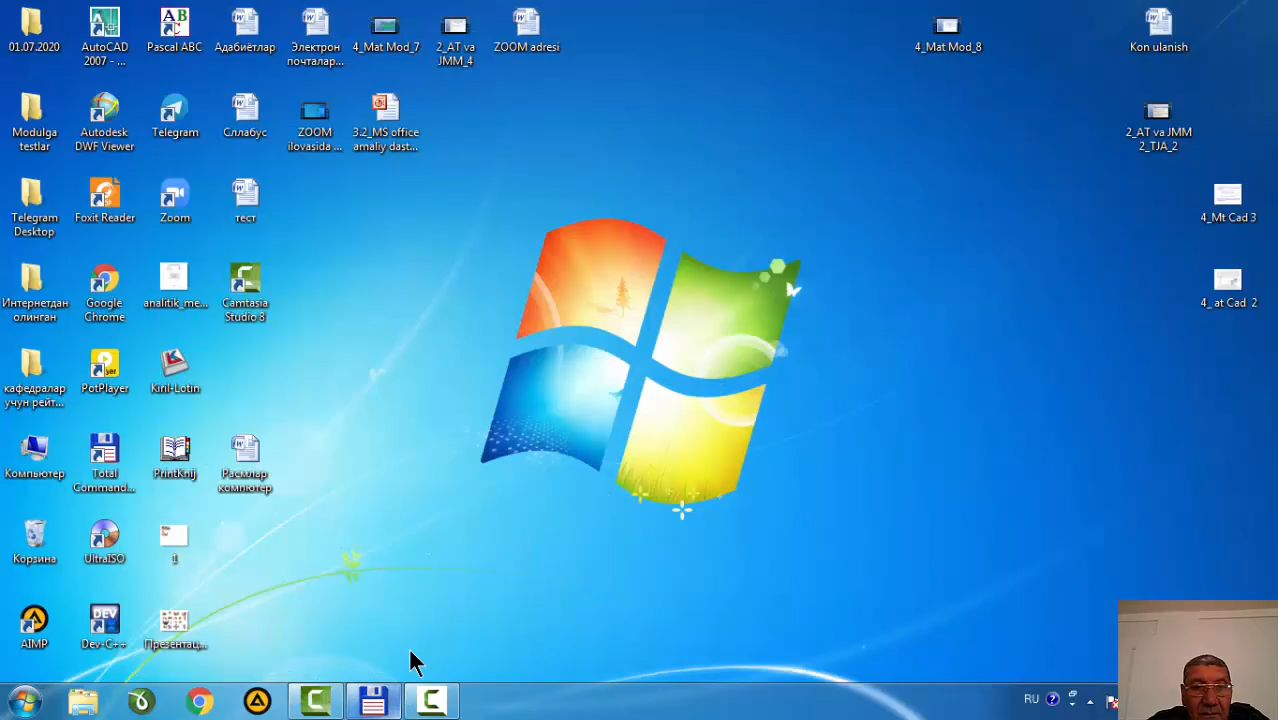 01.07.2020
AutoCAD
2007 - ...
Pascal ABC
Адабиётлар
Электрон
почталар...
4_Mat Mod_7
2_AT va
JMM_4
ZOOM adresi
4_Mat Mod_8
Kon ulanish
Modulga
testlar
Autodesk
DWF Viewer
Telegram
Сллабус
ZOOM
ilovasida ...
3.2_MS office
amaliy dast...
2_AT va JMM
2_TJA_2
Telegram
Desktop
Foxit Reader
Zoom
тест
4_Mt Cad 3
Интернетдан
олинган
Google
Chrome
analitik_me...
Camtasia
Studio 8
4_ at Cad 2
кафедралар
учун рейт...
PotPlayer
Kiril-Lotin
Компьютер
Total
Command...
PrintKnij
Расмлар
компютер
Корзина
UltraISO
1
AIMP
Dev-C++
Презентац...
RU